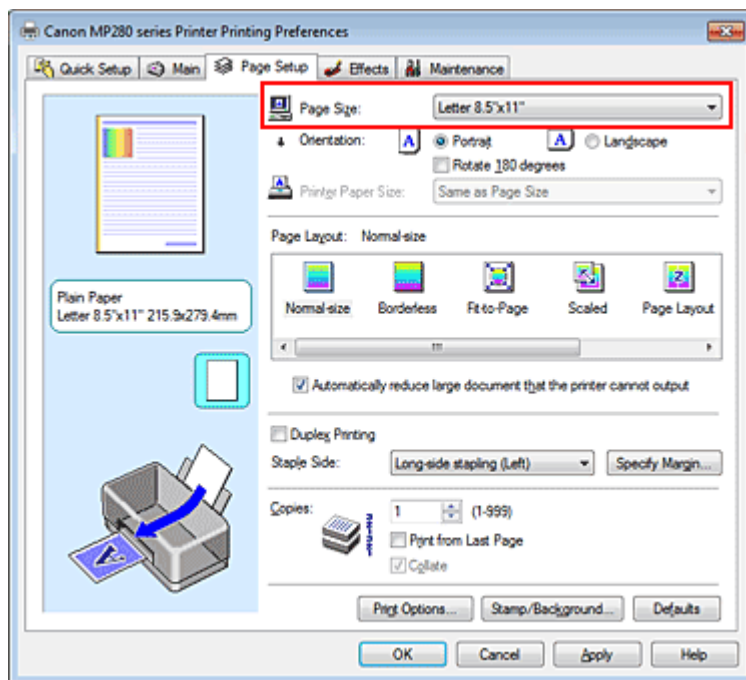 Canon MP280 series Printer Printing Preferences
Quick Setup Main Page Setup Effects Maintenance
Page Size: Letter 8.5"x11"
Orientation: A Portrait A Landscape
Rotate 180 degrees
Printer Paper Size: Same as Page Size
Page Layout: Normal-size
Normal-size Borderless Fit-to-Page Scaled Page Layout
Plain Paper
Letter 8.5"x11" 215.9x279.4mm
Automatically reduce large document that the printer cannot output
Duplex Printing
Staple Side: Long-side stapling (Left) Specify Margin...
Copies: 1 (1-999)
Print from Last Page
Collate
Print Options... Stamp/Background... Defaults
OK Cancel Apply Help